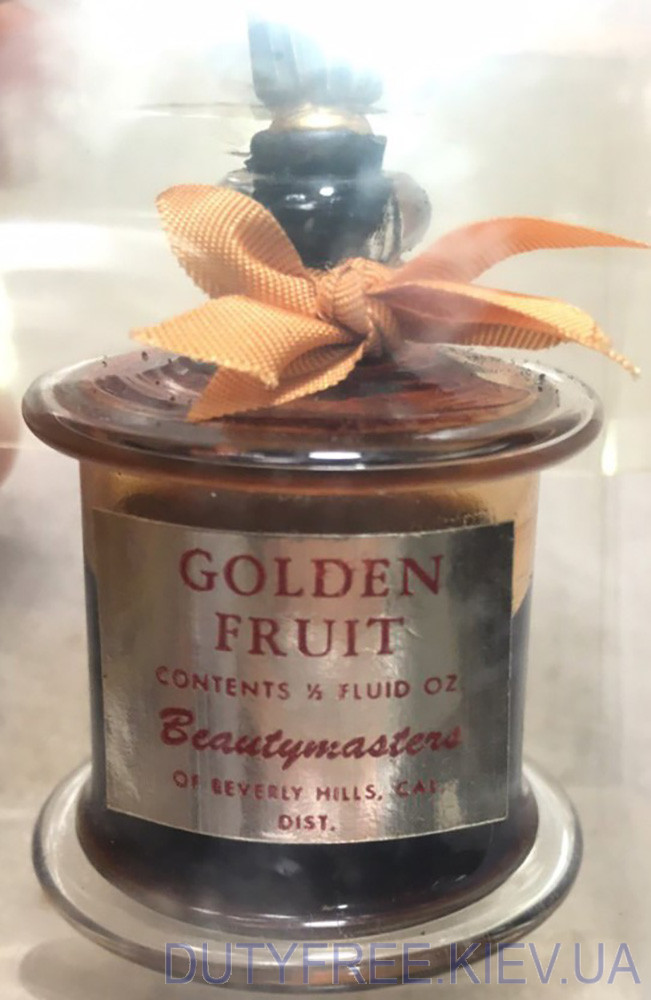 GOLDEN
FRUIT
CONTENTS ½ FLUID OZ
Beautymasters
OF BEVERLY HILLS, CAL.
DIST.
DUTYFREE.KIEV.UA